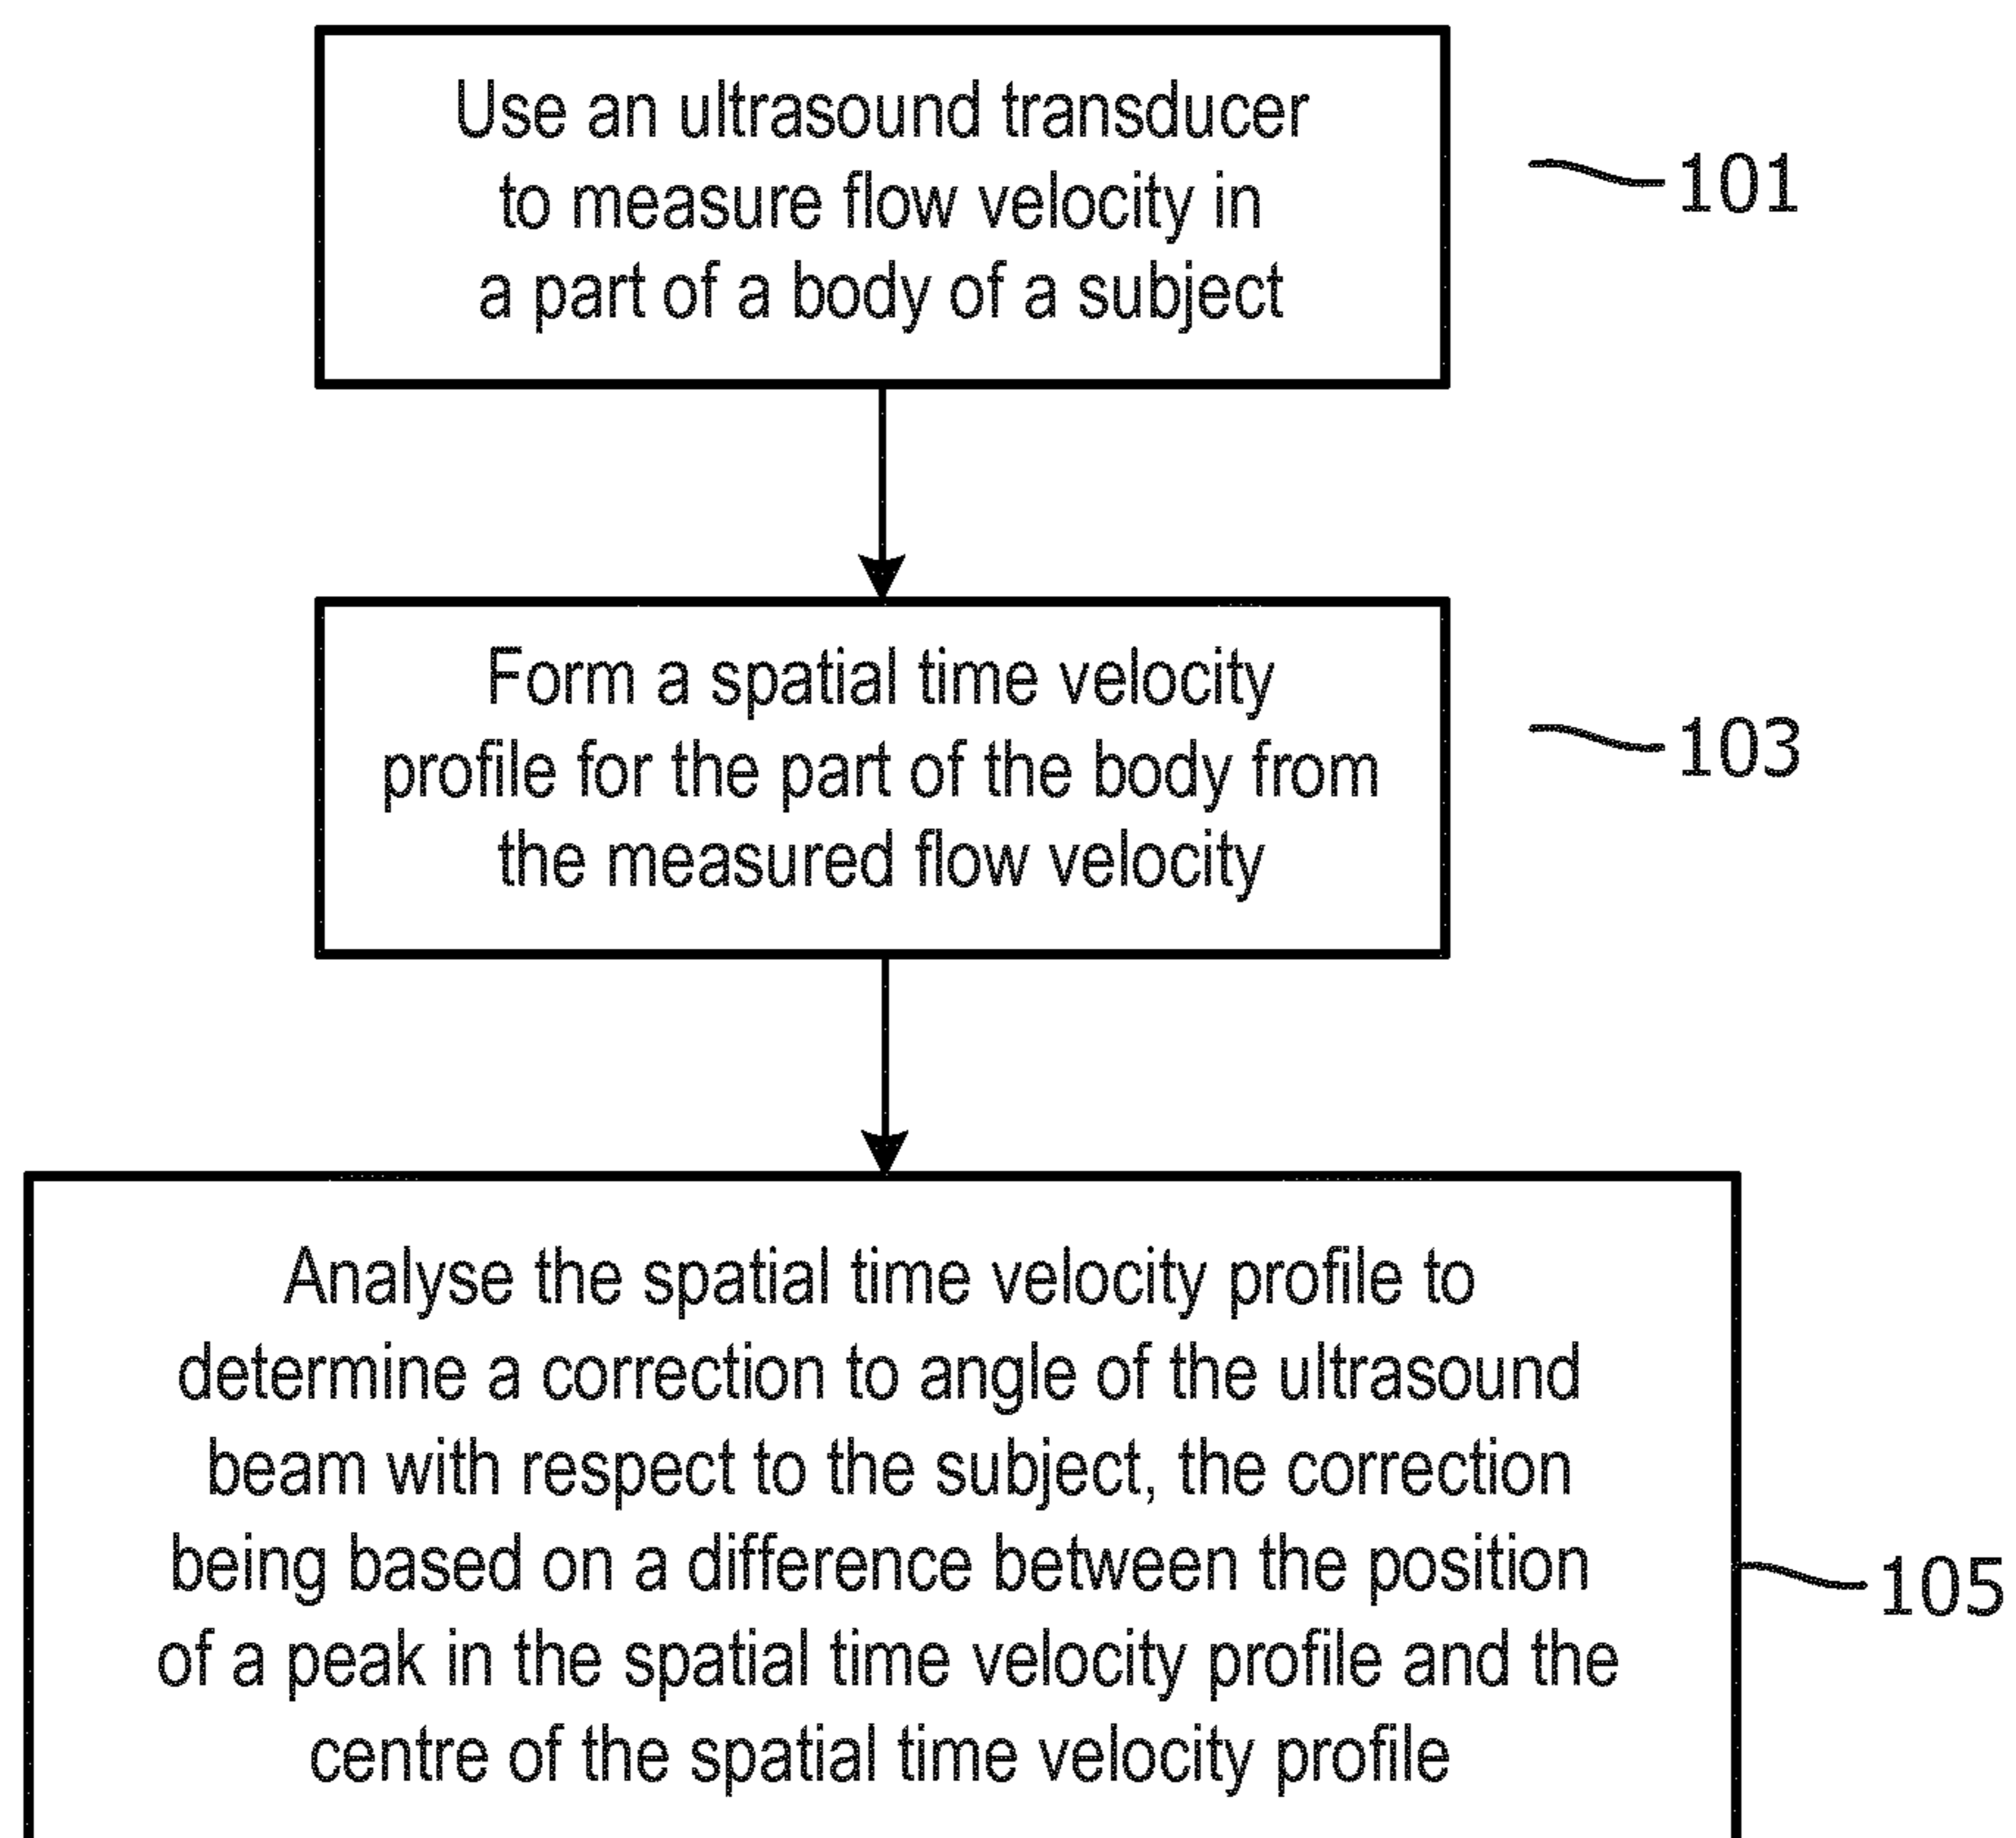 Use an ultrasound transducer
to measure flow velocity in
a part of a body of a subject
101
Form a spatial time velocity
profile for the part of the body from
the measured flow velocity
103
Analyse the spatial time velocity profile to
determine a correction to angle of the ultrasound
beam with respect to the subject, the correction
being based on a difference between the position
of a peak in the spatial time velocity profile and the
centre of the spatial time velocity profile
105